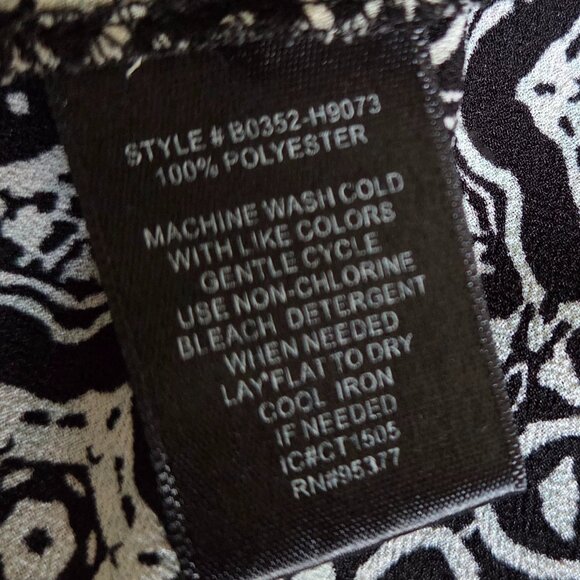 STYLE # B0352-H9073
100% POLYESTER
MACHINE WASH COLD
WITH LIKE COLORS
GENTLE CYCLE
USE NON-CHLORINE
BLEACH DETERGENT
WHEN NEEDED
LAY FLAT TO DRY
COOL IRON
IF NEEDED
IC#CT1505
RN#95377